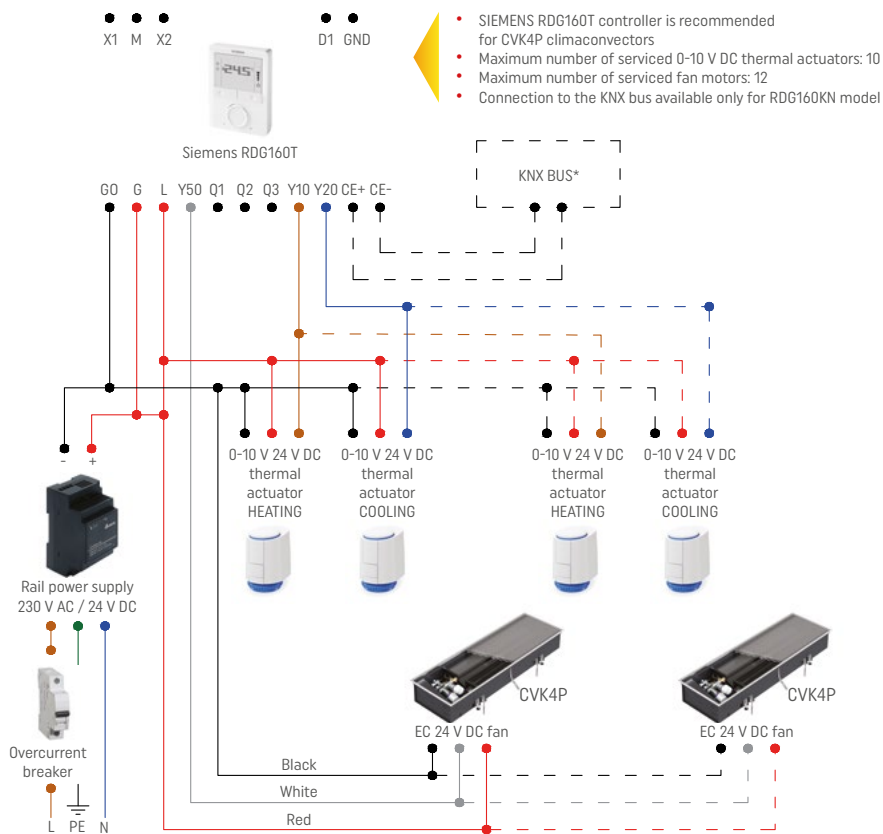 X1 M X2 D1 GND
• SIEMENS RDG160T controller is recommended
for CVK4P climaconvectors
• Maximum number of serviced 0-10 V DC thermal actuators: 10
• Maximum number of serviced fan motors: 12
• Connection to the KNX bus available only for RDG160KN model
Siemens RDG160T
KNX BUS*
G0 G L Y50 Q1 Q2 Q3 Y10 Y20 CE+ CE-
- +
0-10 V 24 V DC
thermal
actuator
HEATING
0-10 V 24 V DC
thermal
actuator
COOLING
0-10 V 24 V DC
thermal
actuator
HEATING
0-10 V 24 V DC
thermal
actuator
COOLING
Rail power supply
230 V AC / 24 V DC
Overcurrent
breaker
L PE N
CVK4P
EC 24 V DC fan
CVK4P
EC 24 V DC fan
Black
White
Red